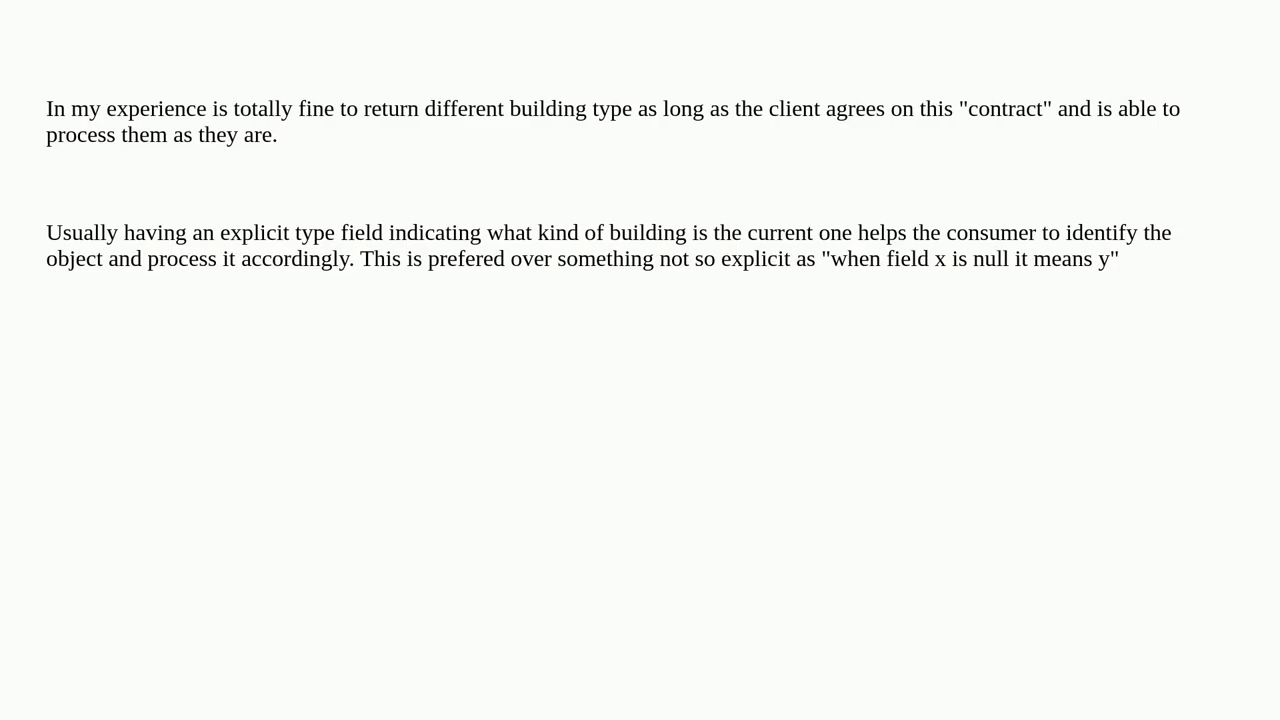 In my experience is totally fine to return different building type as long as the client agrees on this "contract" and is able to
process them as they are.
Usually having an explicit type field indicating what kind of building is the current one helps the consumer to identify the
object and process it accordingly. This is prefered over something not so explicit as "when field x is null it means y"